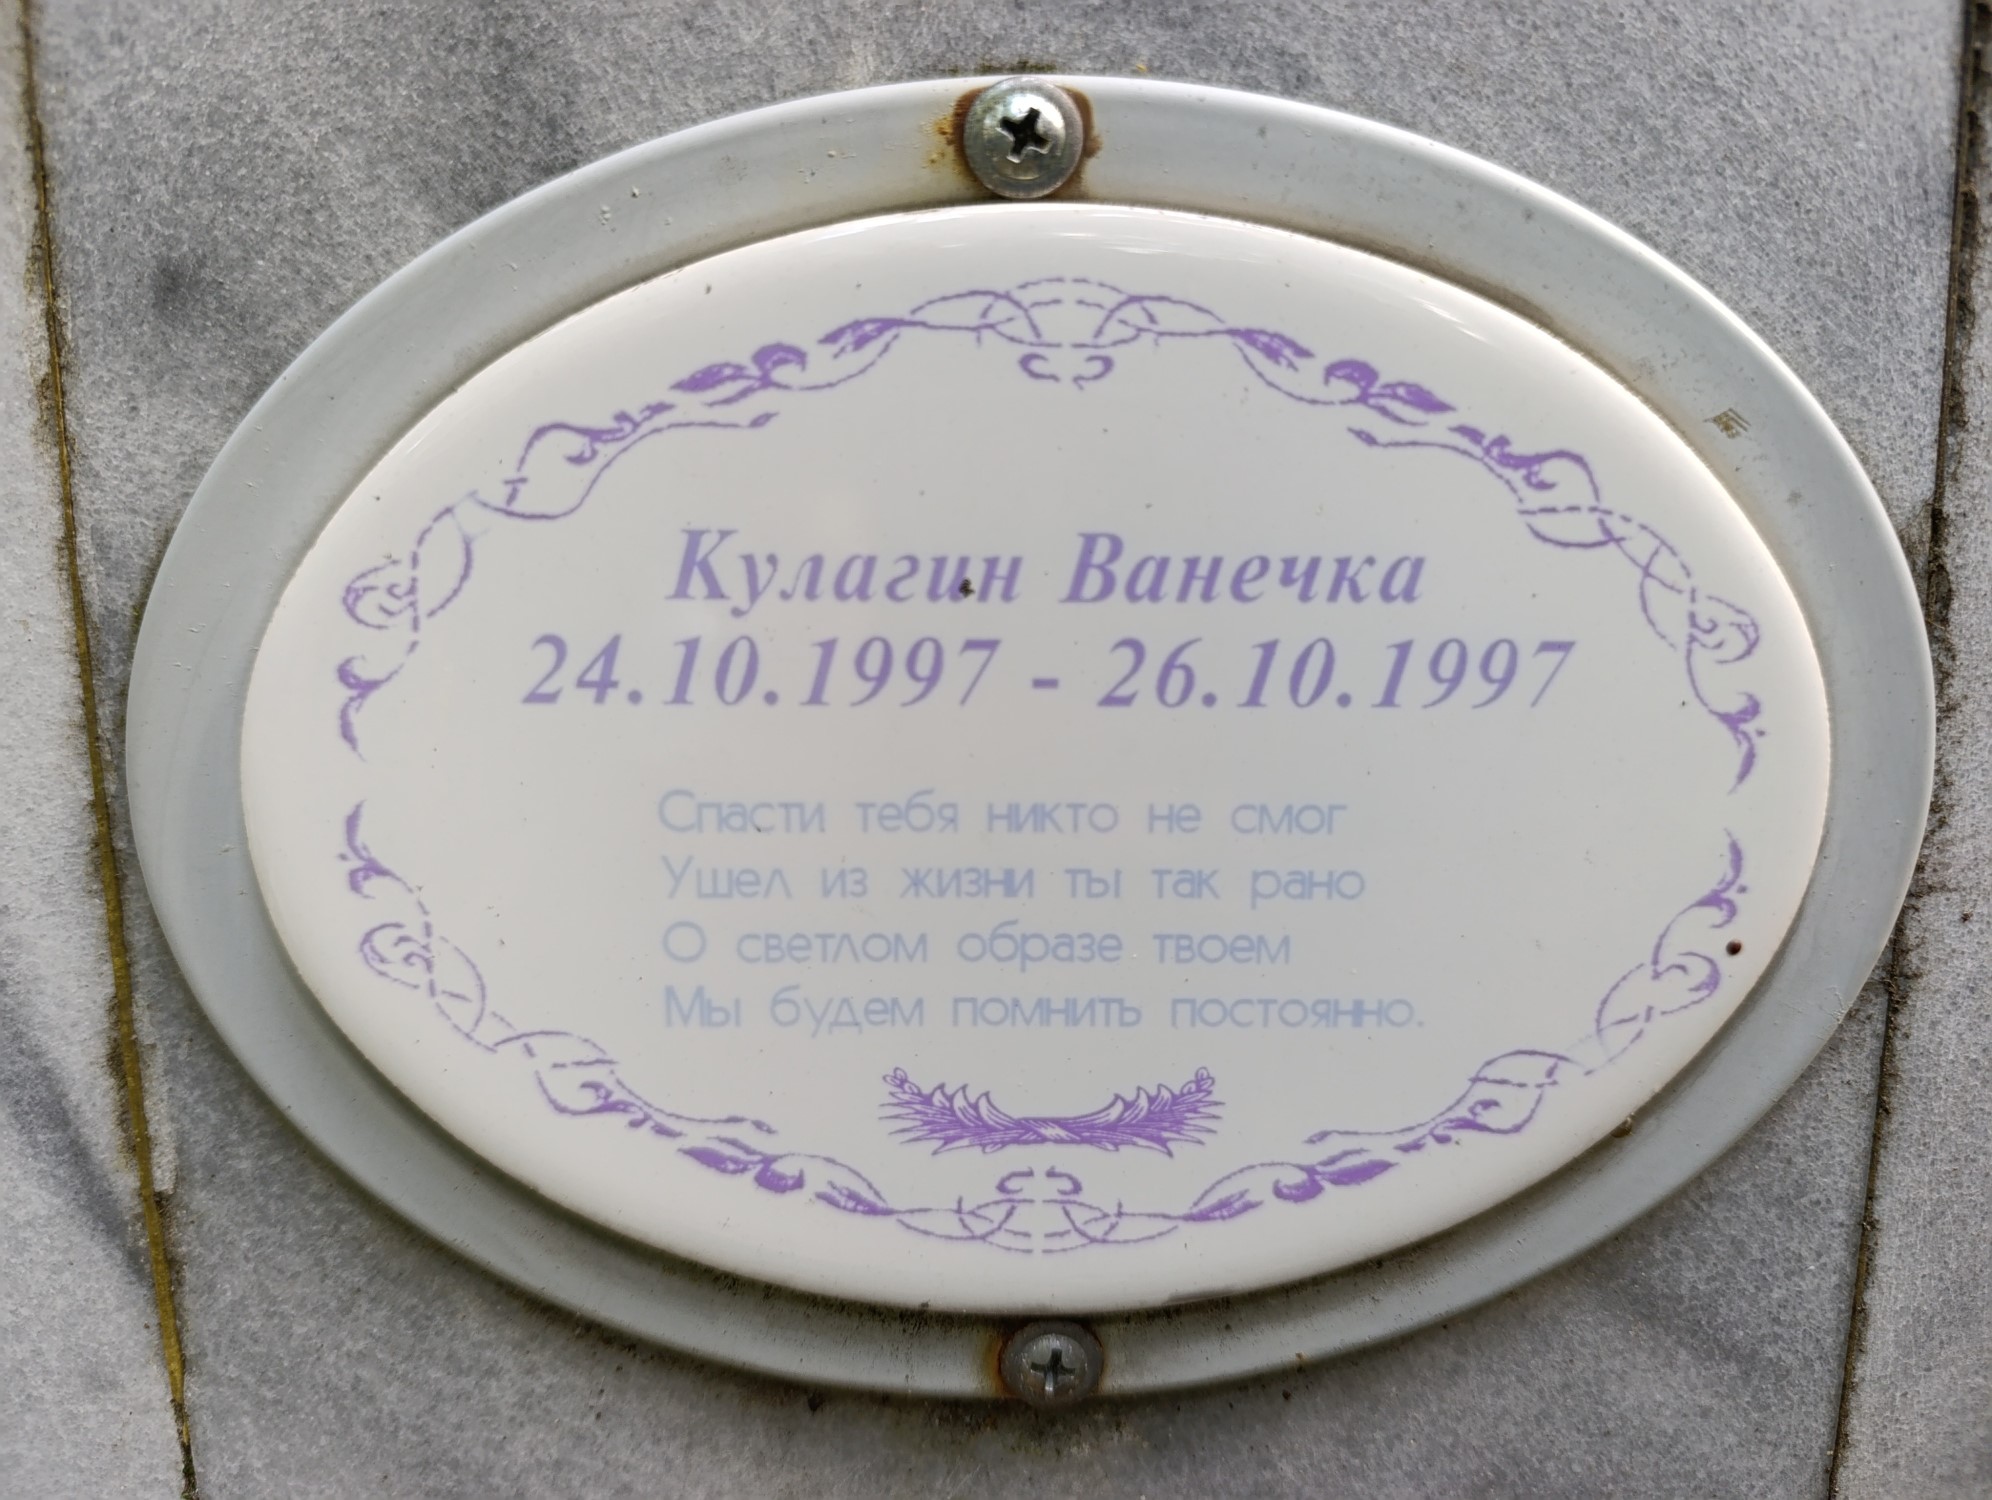 Кулагин Ванечка
24.10.1997 - 26.10.1997
Спасти тебя никто не смог
Ушел из жизни ты так рано
О светлом образе твоем
Мы будем помнить постоянно.